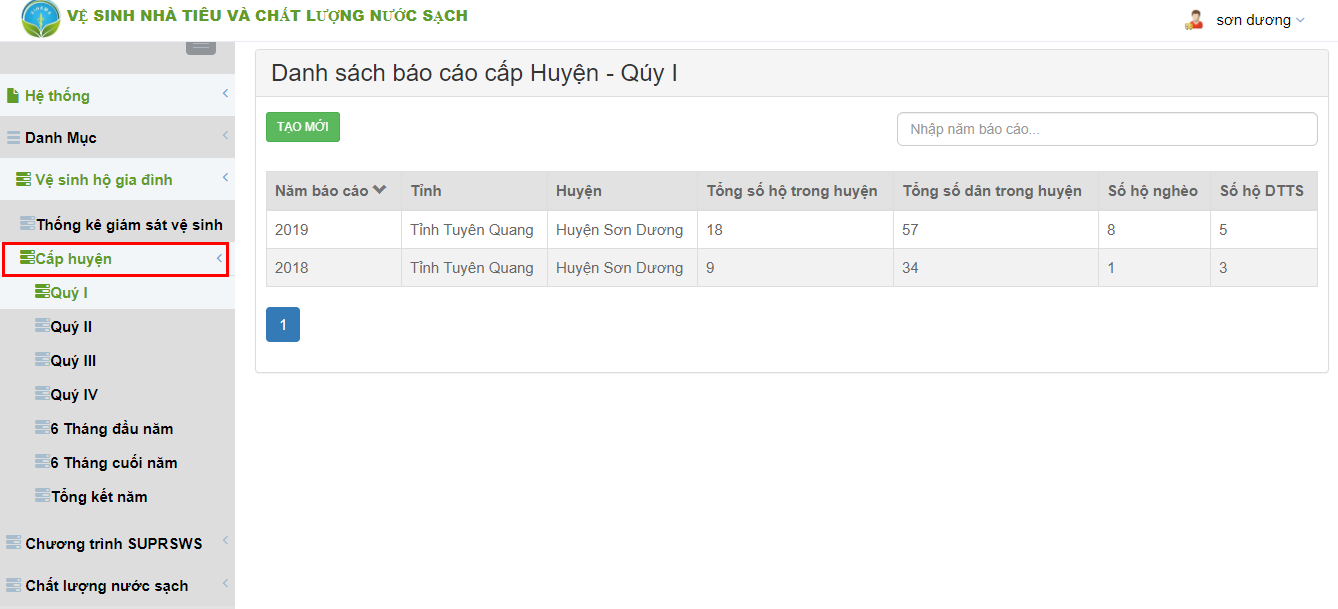 VỆ SINH NHÀ TIÊU VÀ CHẤT LƯỢNG NƯỚC SẠCH
sơn dương
Hệ thống
Danh Mục
Vệ sinh hộ gia đình
Thống kê giám sát vệ sinh
Cấp huyện
Quý I
Quý II
Quý III
Quý IV
6 Tháng đầu năm
6 Tháng cuối năm
Tổng kết năm
Chương trình SUPRSWS
Chất lượng nước sạch
Danh sách báo cáo cấp Huyện - Qúy I
TẠO MỚI
Nhập năm báo cáo...
Năm báo cáo Tỉnh Huyện Tổng số hộ trong huyện Tổng số dân trong huyện Số hộ nghèo Số hộ DTTS
2019 Tỉnh Tuyên Quang Huyện Sơn Dương 18 57 8 5
2018 Tỉnh Tuyên Quang Huyện Sơn Dương 9 34 1 3
1